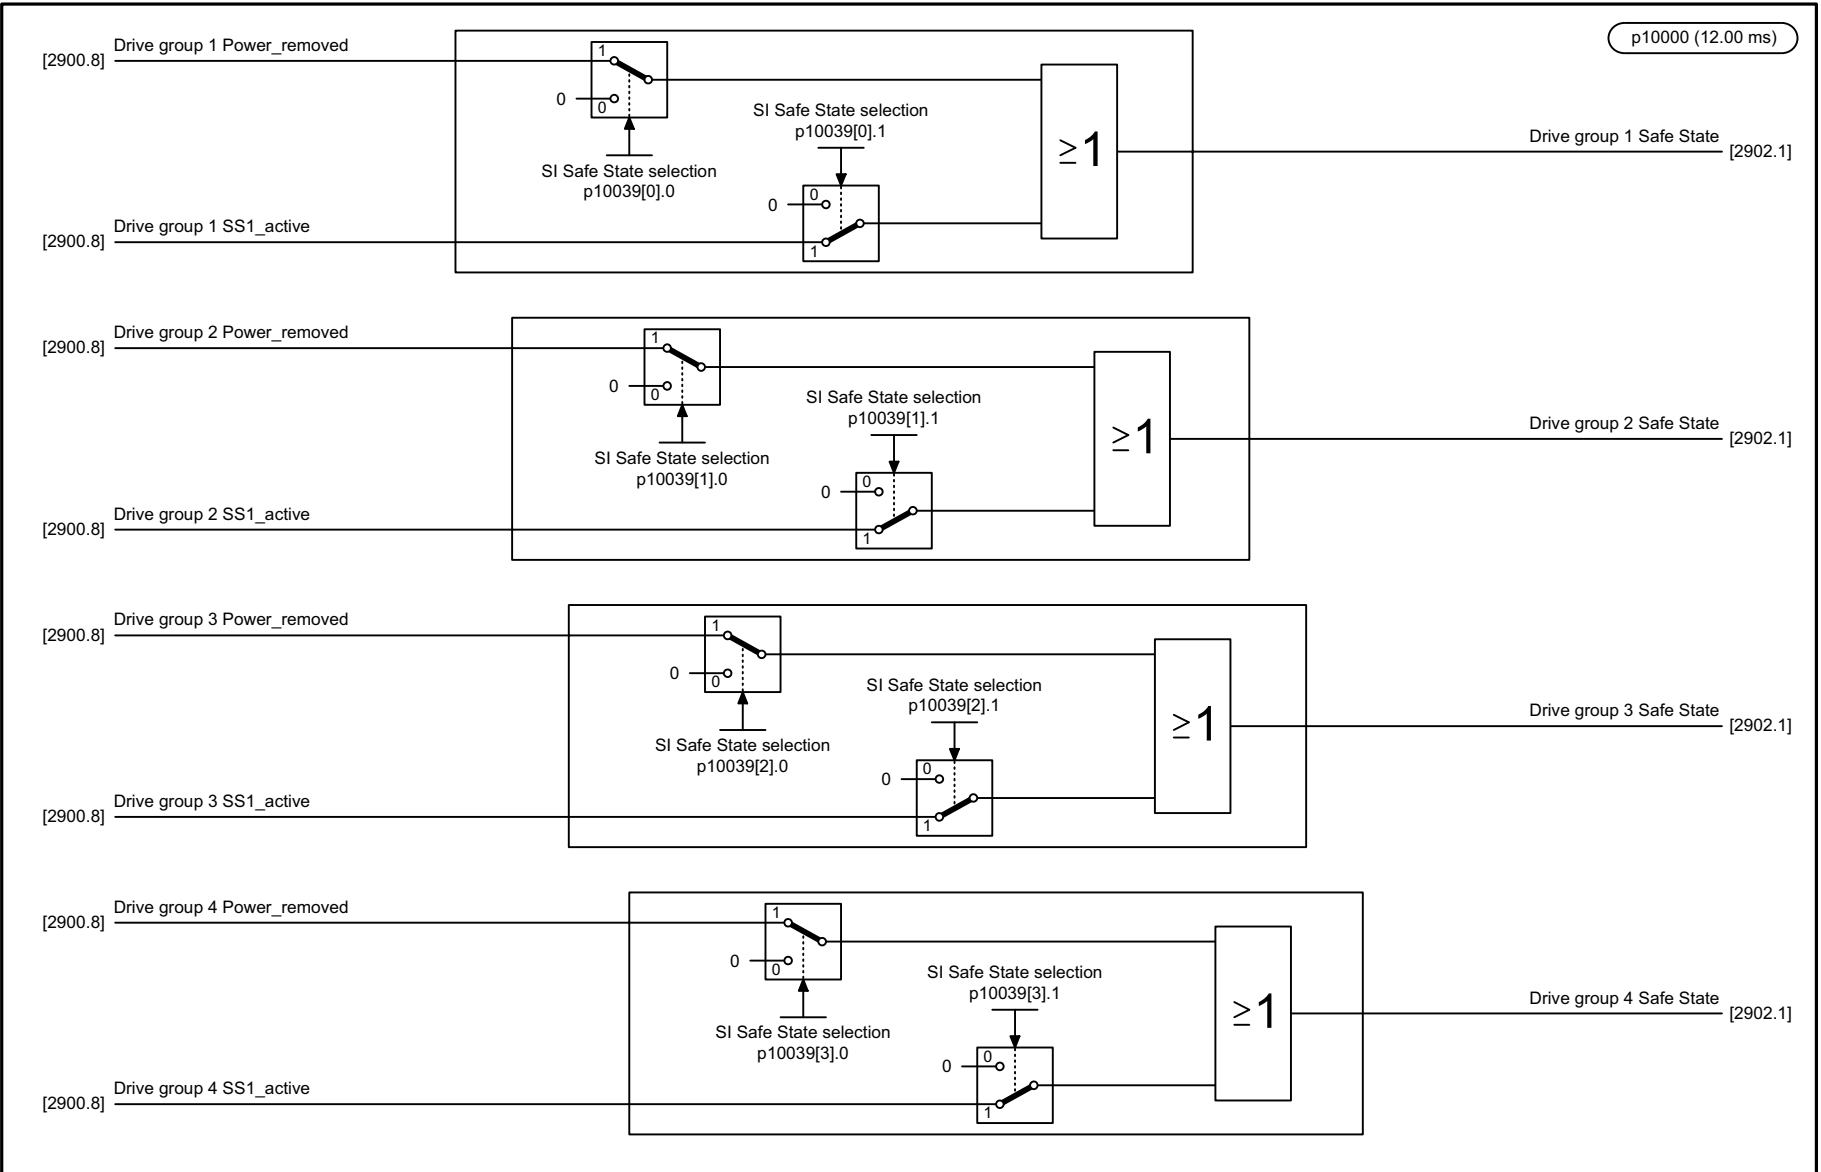 p10000 (12.00 ms)
Drive group 1 Power_removed
[2900.8]
1
0
0
SI Safe State selection
p10039[0].0
SI Safe State selection
p10039[0].1
0
0
1
≥1
Drive group 1 Safe State
[2902.1]
Drive group 1 SS1_active
[2900.8]
Drive group 2 Power_removed
[2900.8]
1
0
0
SI Safe State selection
p10039[1].0
SI Safe State selection
p10039[1].1
0
0
1
≥1
Drive group 2 Safe State
[2902.1]
Drive group 2 SS1_active
[2900.8]
Drive group 3 Power_removed
[2900.8]
1
0
0
SI Safe State selection
p10039[2].0
SI Safe State selection
p10039[2].1
0
0
1
≥1
Drive group 3 Safe State
[2902.1]
Drive group 3 SS1_active
[2900.8]
Drive group 4 Power_removed
[2900.8]
1
0
0
SI Safe State selection
p10039[3].0
SI Safe State selection
p10039[3].1
0
0
1
≥1
Drive group 4 Safe State
[2902.1]
Drive group 4 SS1_active
[2900.8]